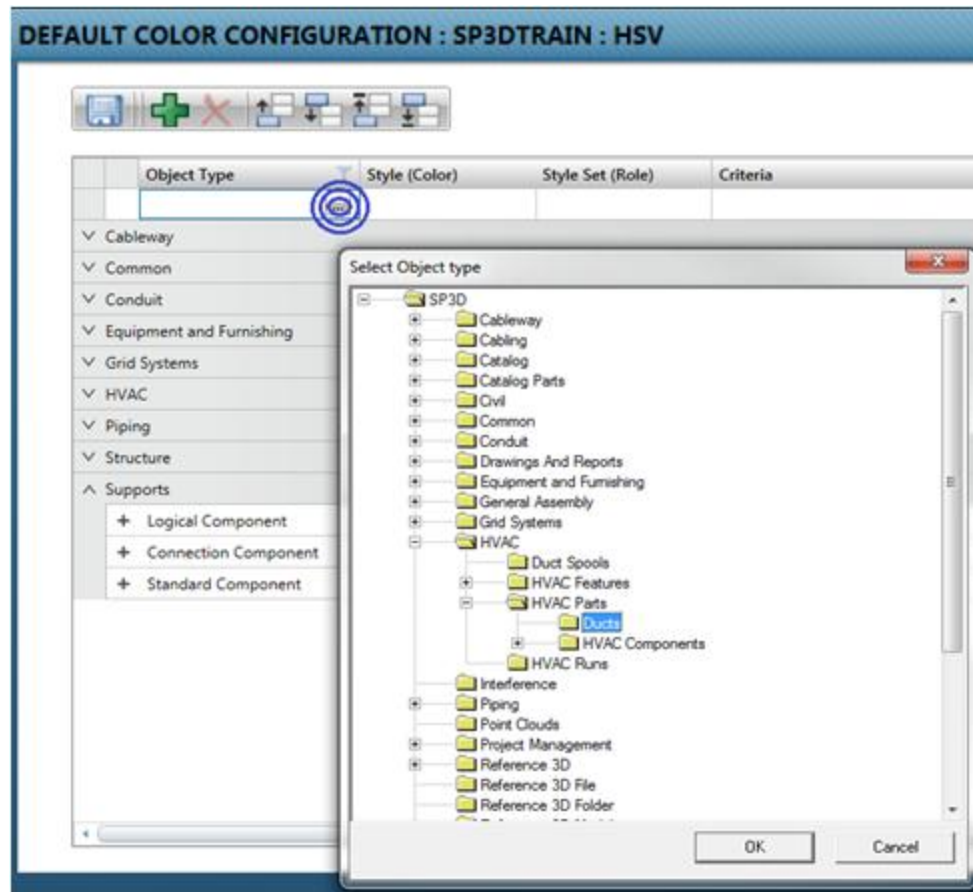 DEFAULT COLOR CONFIGURATION : SP3DTRAIN : HSV
Object Type Style (Color) Style Set (Role) Criteria
Cableway
Common
Conduit
Equipment and Furnishing
Grid Systems
HVAC
Piping
Structure
Supports
Logical Component
Connection Component
Standard Component
Select Object type
SP3D
Cableway
Cabling
Catalog
Catalog Parts
Civil
Common
Conduit
Drawings And Reports
Equipment and Furnishing
General Assembly
Grid Systems
HVAC
Duct Spools
HVAC Features
HVAC Parts
Ducts
HVAC Components
HVAC Runs
Interference
Piping
Point Clouds
Project Management
Reference 3D
Reference 3D File
Reference 3D Folder
OK Cancel